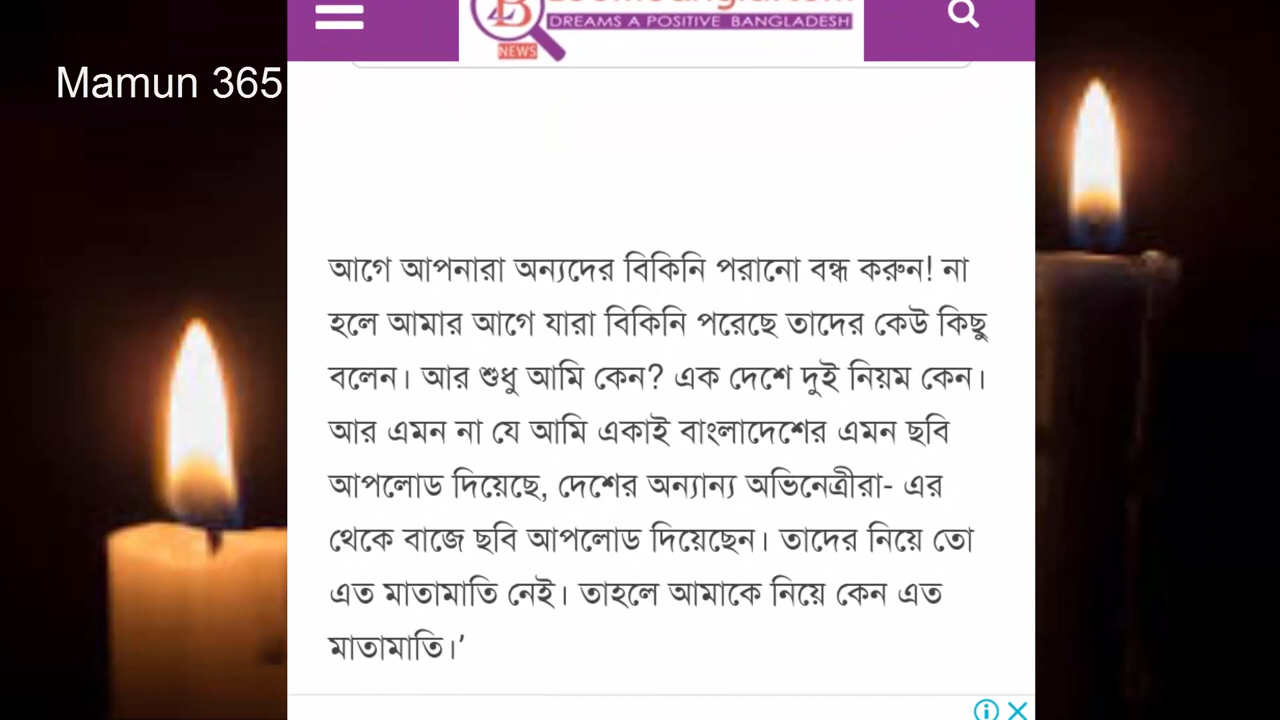 DREAMS A POSITIVE BANGLADESH
NEWS
Mamun 365
আগে আপনারা অন্যদের বিকিনি পরানো বন্ধ করুন! না
হলে আমার আগে যারা বিকিনি পরেছে তাদের কেউ কিছু
বলেন। আর শুধু আমি কেন? এক দেশে দুই নিয়ম কেন।
আর এমন না যে আমি একাই বাংলাদেশের এমন ছবি
আপলোড দিয়েছে, দেশের অন্যান্য অভিনেত্রীরা- এর
থেকে বাজে ছবি আপলোড দিয়েছেন। তাদের নিয়ে তো
এত মাতামাতি নেই। তাহলে আমাকে নিয়ে কেন এত
মাতামাতি।’